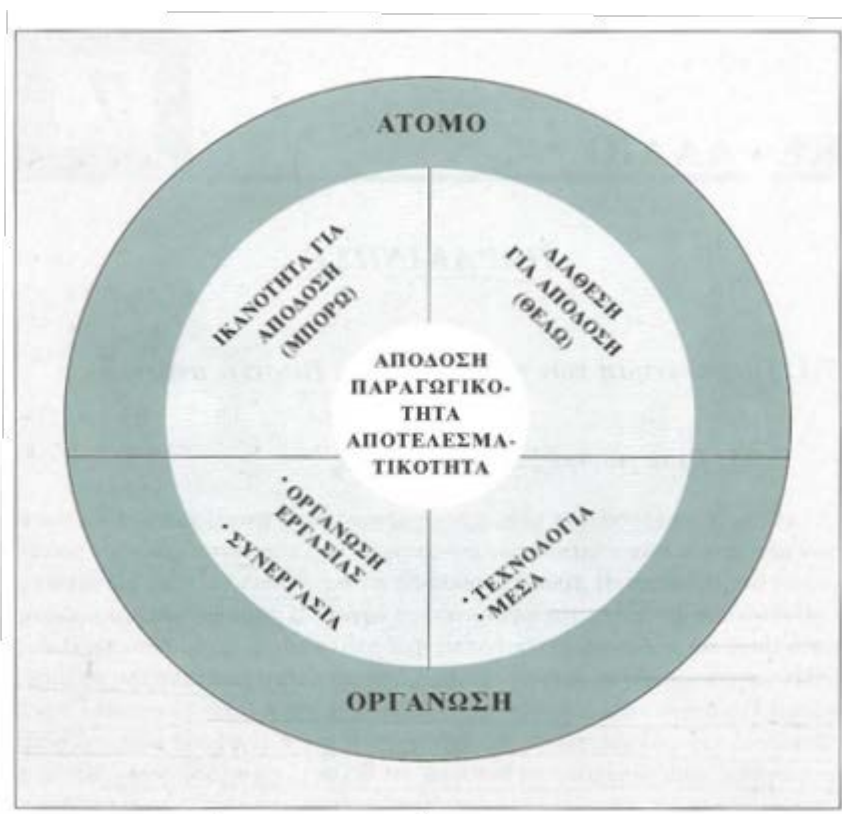 ΑΤΟΜΟ
ΙΚΑΝΟΤΗΤΑ ΓΙΑ
ΑΠΟΔΟΣΗ
(ΜΠΟΡΩ)
ΔΙΑΘΕΣΗ
ΓΙΑ ΑΠΟΔΟΣΗ
(ΘΕΛΩ)
ΑΠΟΔΟΣΗ
ΠΑΡΑΓΩΓΙΚΟ-
ΤΗΤΑ
ΑΠΟΤΕΛΕΣΜΑ-
ΤΙΚΟΤΗΤΑ
· ΟΡΓΑΝΩΣΗ
ΕΡΓΑΣΙΑΣ
· ΣΥΝΕΡΓΑΣΙΑ
· ΤΕΧΝΟΛΟΓΙΑ
· ΜΕΣΑ
ΟΡΓΑΝΩΣΗ